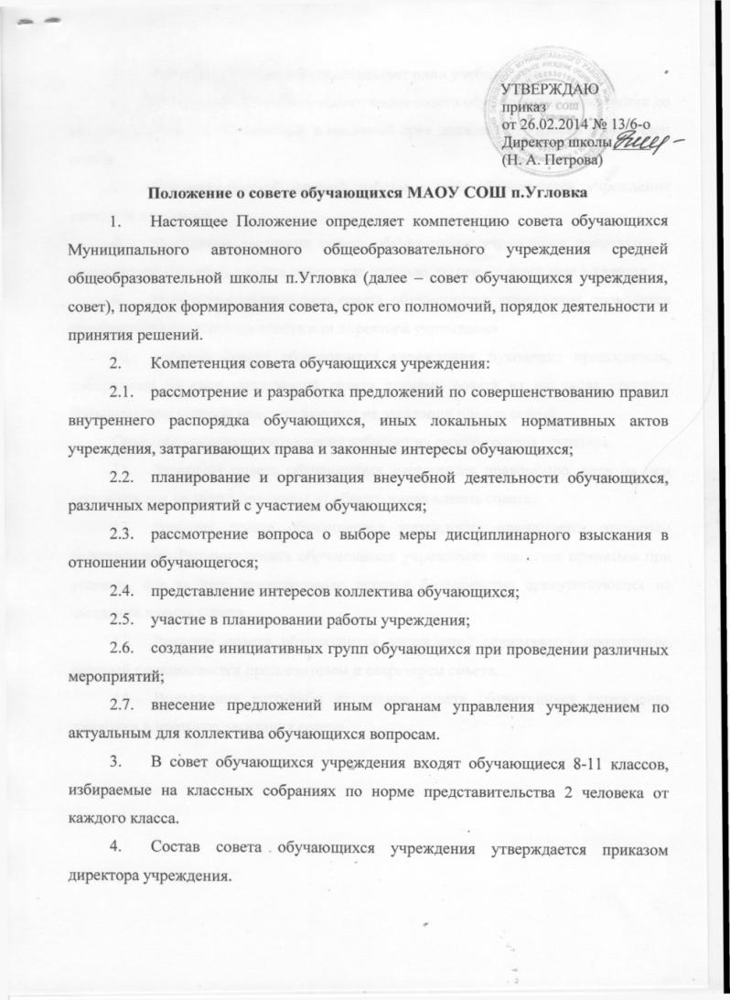 УТВЕРЖДАЮ
приказ
от 26.02.2014 № 13/6-о
Директор школы
(Н. А. Петрова)
Положение о совете обучающихся МАОУ СОШ п.Угловка
1. Настоящее Положение определяет компетенцию совета обучающихся
Муниципального автономного общеобразовательного учреждения средней
общеобразовательной школы п.Угловка (далее – совет обучающихся учреждения,
совет), порядок формирования совета, срок его полномочий, порядок деятельности и
принятия решений.
2. Компетенция совета обучающихся учреждения:
2.1. рассмотрение и разработка предложений по совершенствованию правил
внутреннего распорядка обучающихся, иных локальных нормативных актов
учреждения, затрагивающих права и законные интересы обучающихся;
2.2. планирование и организация внеучебной деятельности обучающихся,
различных мероприятий с участием обучающихся;
2.3. рассмотрение вопроса о выборе меры дисциплинарного взыскания в
отношении обучающегося;
2.4. представление интересов коллектива обучающихся;
2.5. участие в планировании работы учреждения;
2.6. создание инициативных групп обучающихся при проведении различных
мероприятий;
2.7. внесение предложений иным органам управления учреждением по
актуальным для коллектива обучающихся вопросам.
3. В совет обучающихся учреждения входят обучающиеся 8-11 классов,
избираемые на классных собраниях по норме представительства 2 человека от
каждого класса.
4. Состав совета обучающихся учреждения утверждается приказом
директора учреждения.